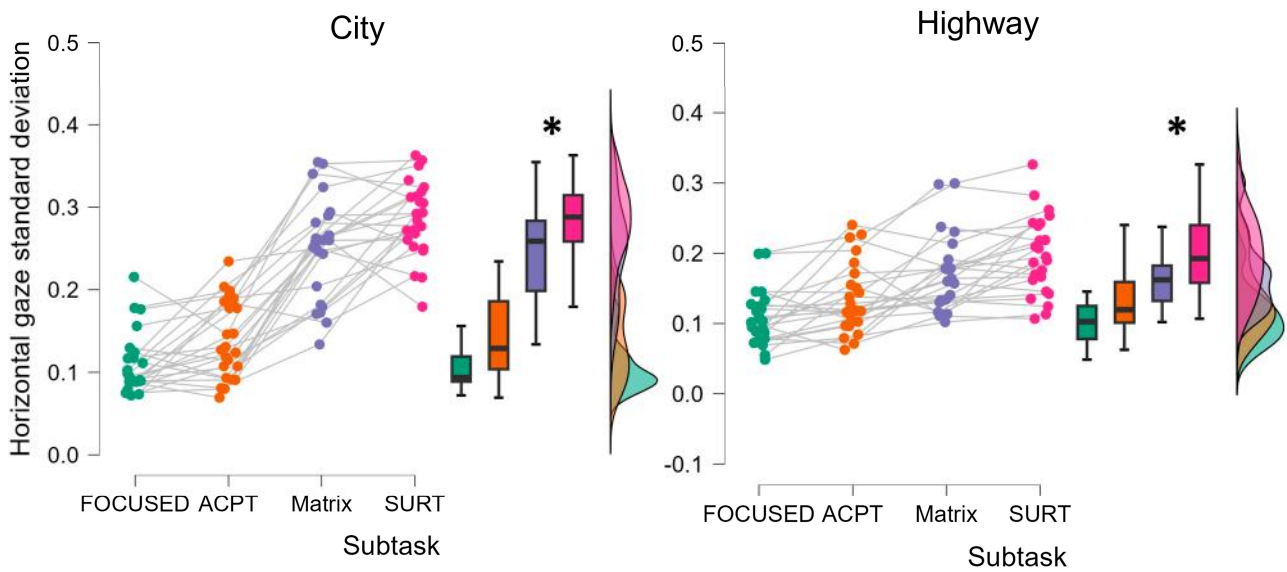 City
Horizontal gaze standard deviation
0.5
0.4
0.3
0.2
0.1
0.0
*
FOCUSED ACPT Matrix SURT
Subtask
Highway
0.5
0.4
0.3
0.2
0.1
0.0
-0.1
*
FOCUSED ACPT Matrix SURT
Subtask